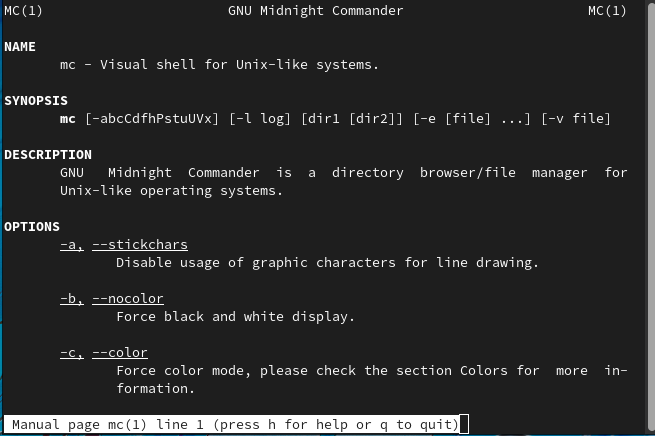 MC(1) GNU Midnight Commander MC(1)
NAME
mc - Visual shell for Unix-like systems.
SYNOPSIS
mc [-abcCdfhPstuUVx] [-l log] [dir1 [dir2]] [-e [file] ...] [-v file]
DESCRIPTION
GNU Midnight Commander is a directory browser/file manager for
Unix-like operating systems.
OPTIONS
-a, --stickchars
Disable usage of graphic characters for line drawing.
-b, --nocolor
Force black and white display.
-c, --color
Force color mode, please check the section Colors for more in-
formation.
Manual page mc(1) line 1 (press h for help or q to quit)